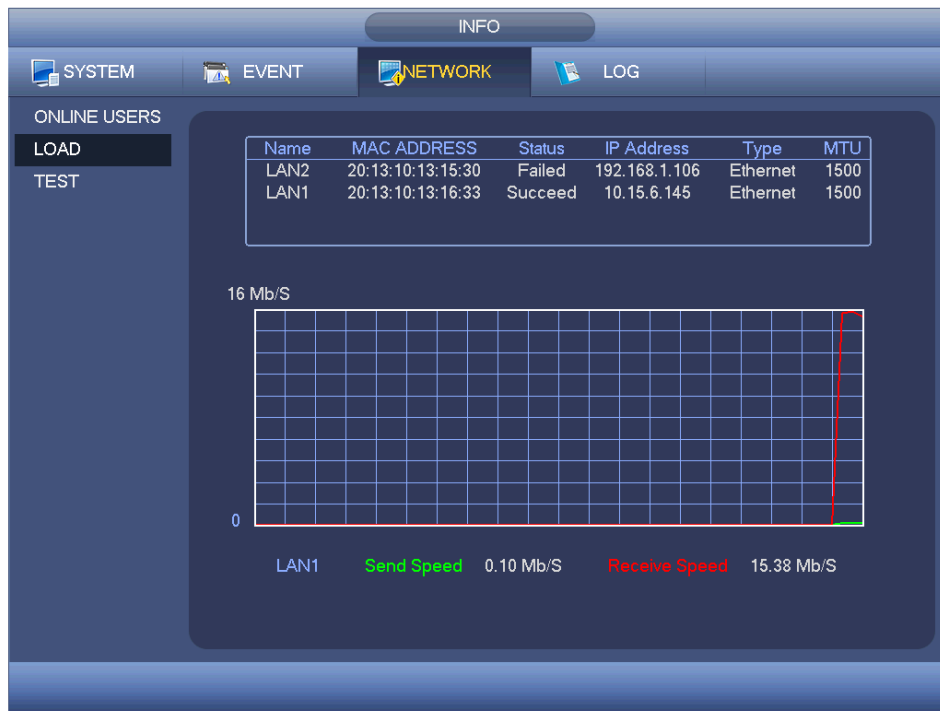 INFO
SYSTEM EVENT NETWORK LOG
ONLINE USERS
LOAD
TEST
Name MAC ADDRESS Status IP Address Type MTU
LAN2 20:13:10:13:15:30 Failed 192.168.1.106 Ethernet 1500
LAN1 20:13:10:13:16:33 Succeed 10.15.6.145 Ethernet 1500
16 Mb/S
0
LAN1 Send Speed 0.10 Mb/S Receive Speed 15.38 Mb/S